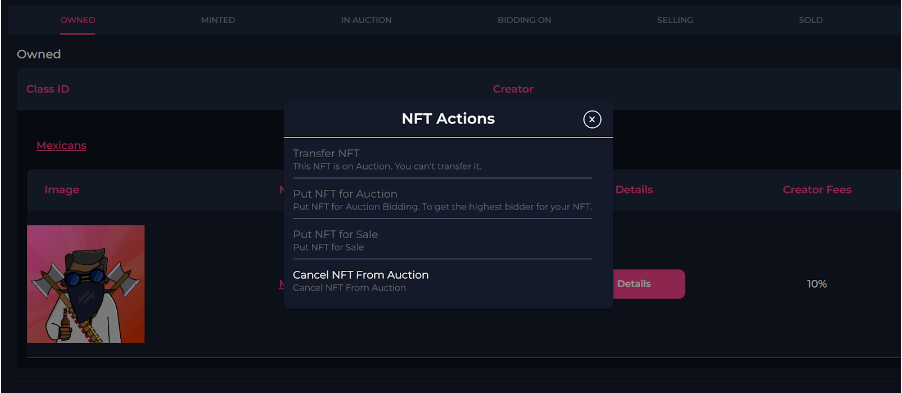 OWNED MINTED IN AUCTION BIDDING ON SELLING SOLD
Owned
Class ID Creator
NFT Actions
Mexicans
Transfer NFT
This NFT is on Auction. You can't transfer it.
Image Details Creator Fees
Put NFT for Auction
Put NFT for Auction Bidding. To get the highest bidder for your NFT.
Put NFT for Sale
Put NFT for Sale
Cancel NFT From Auction
Cancel NFT From Auction
Details 10%